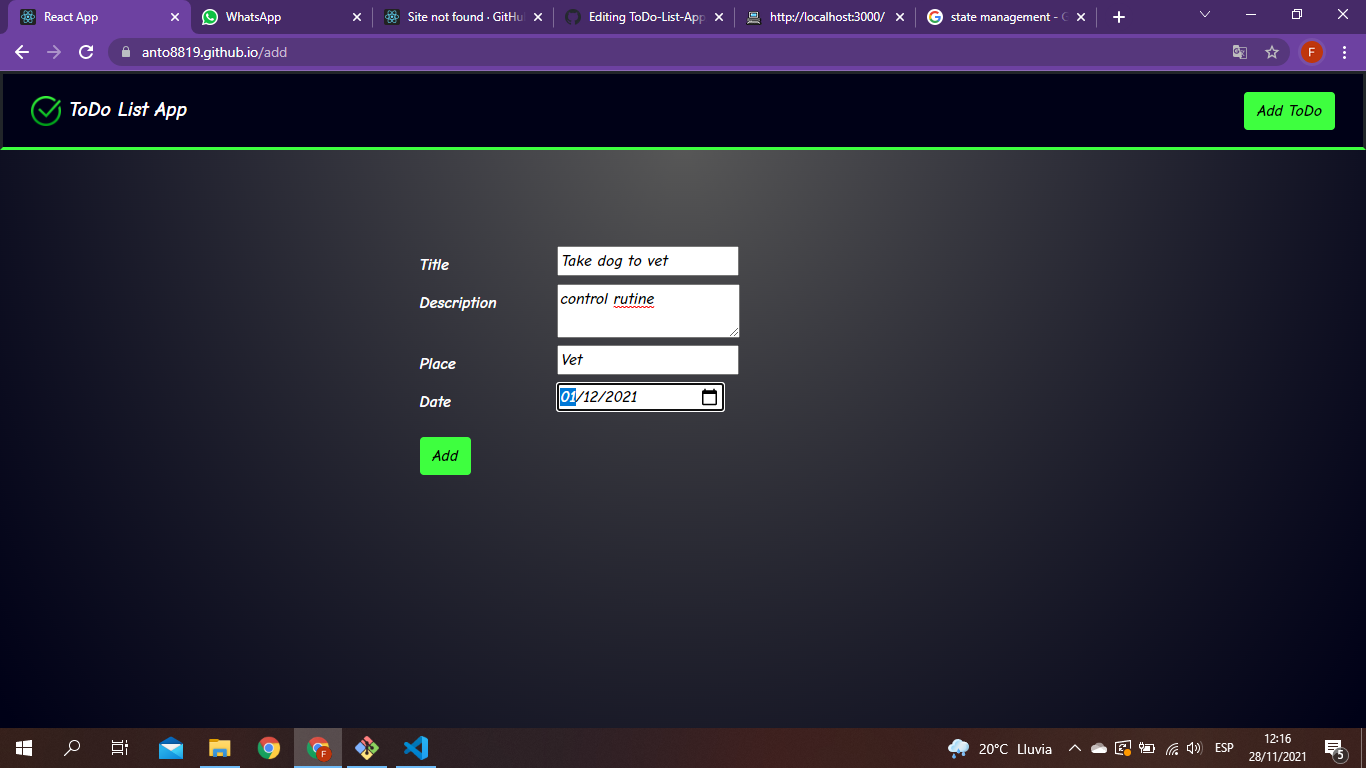 React App
WhatsApp
Site not found · GitHu
Editing ToDo-List-App
http://localhost:3000/
state management - G
anto8819.github.io/add
F
ToDo List App
Add ToDo
Title
Take dog to vet
Description
control rutine
Place
Vet
Date
01/12/2021
Add
F
20°C Lluvia
ESP
12:16
28/11/2021
5